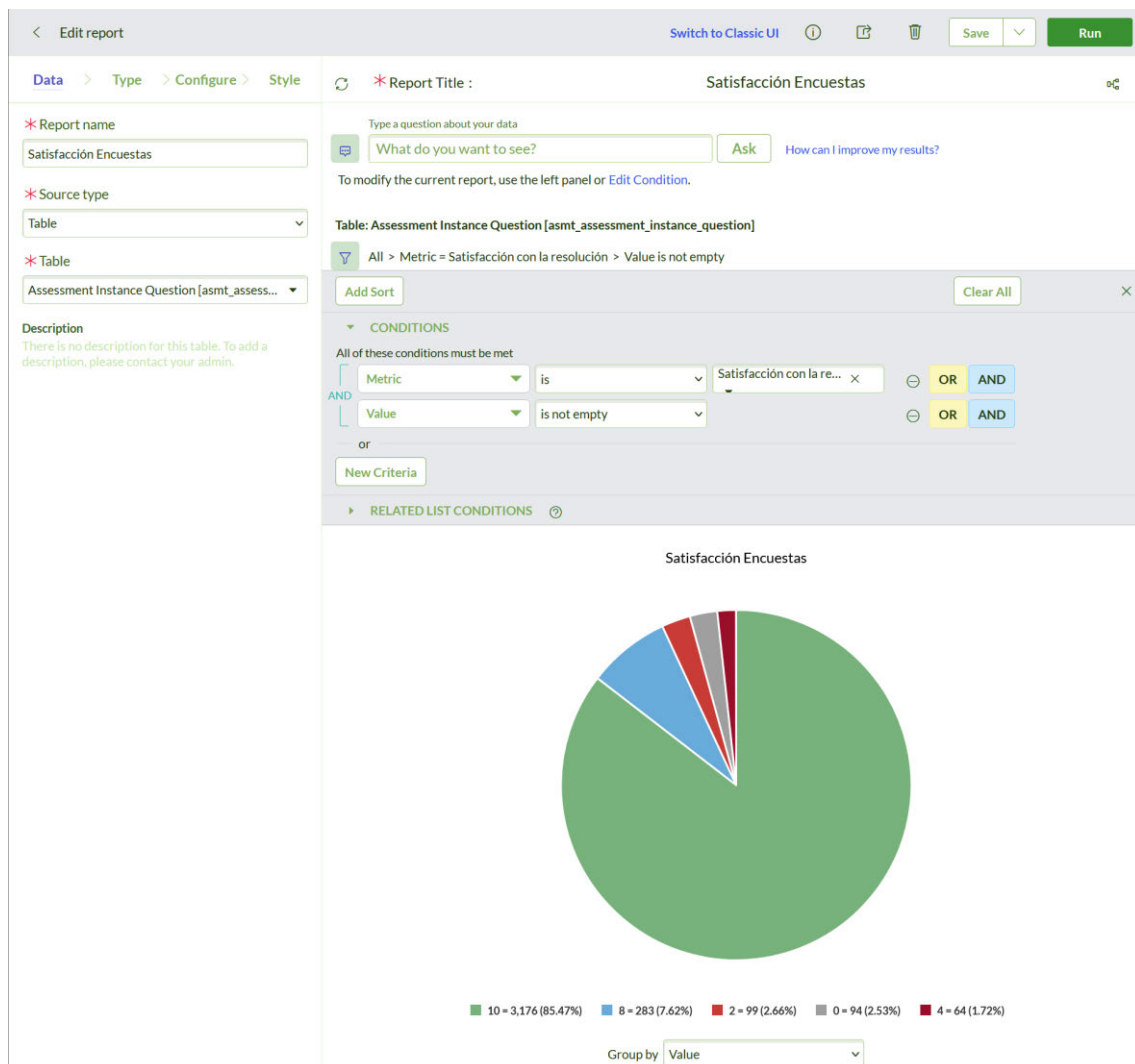 Edit report
Switch to Classic UI
Save
Run
Data
Type
Configure
Style
* Report Title :
Satisfacción Encuestas
* Report name
Satisfacción Encuestas
* Source type
Table
* Table
Assessment Instance Question [asmt_assess...
Description
There is no description for this table. To add a
description, please contact your admin.
Type a question about your data
What do you want to see?
Ask
How can I improve my results?
To modify the current report, use the left panel or Edit Condition.
Table: Assessment Instance Question [asmt_assessment_instance_question]
All > Metric = Satisfacción con la resolución > Value is not empty
Add Sort
Clear All
CONDITIONS
All of these conditions must be met
AND
Metric
is
Satisfacción con la re...
OR
AND
Value
is not empty
OR
AND
or
New Criteria
RELATED LIST CONDITIONS
Satisfacción Encuestas
10 = 3,176 (85.47%) 8 = 283 (7.62%) 2 = 99 (2.66%) 0 = 94 (2.53%) 4 = 64 (1.72%)
Group by Value